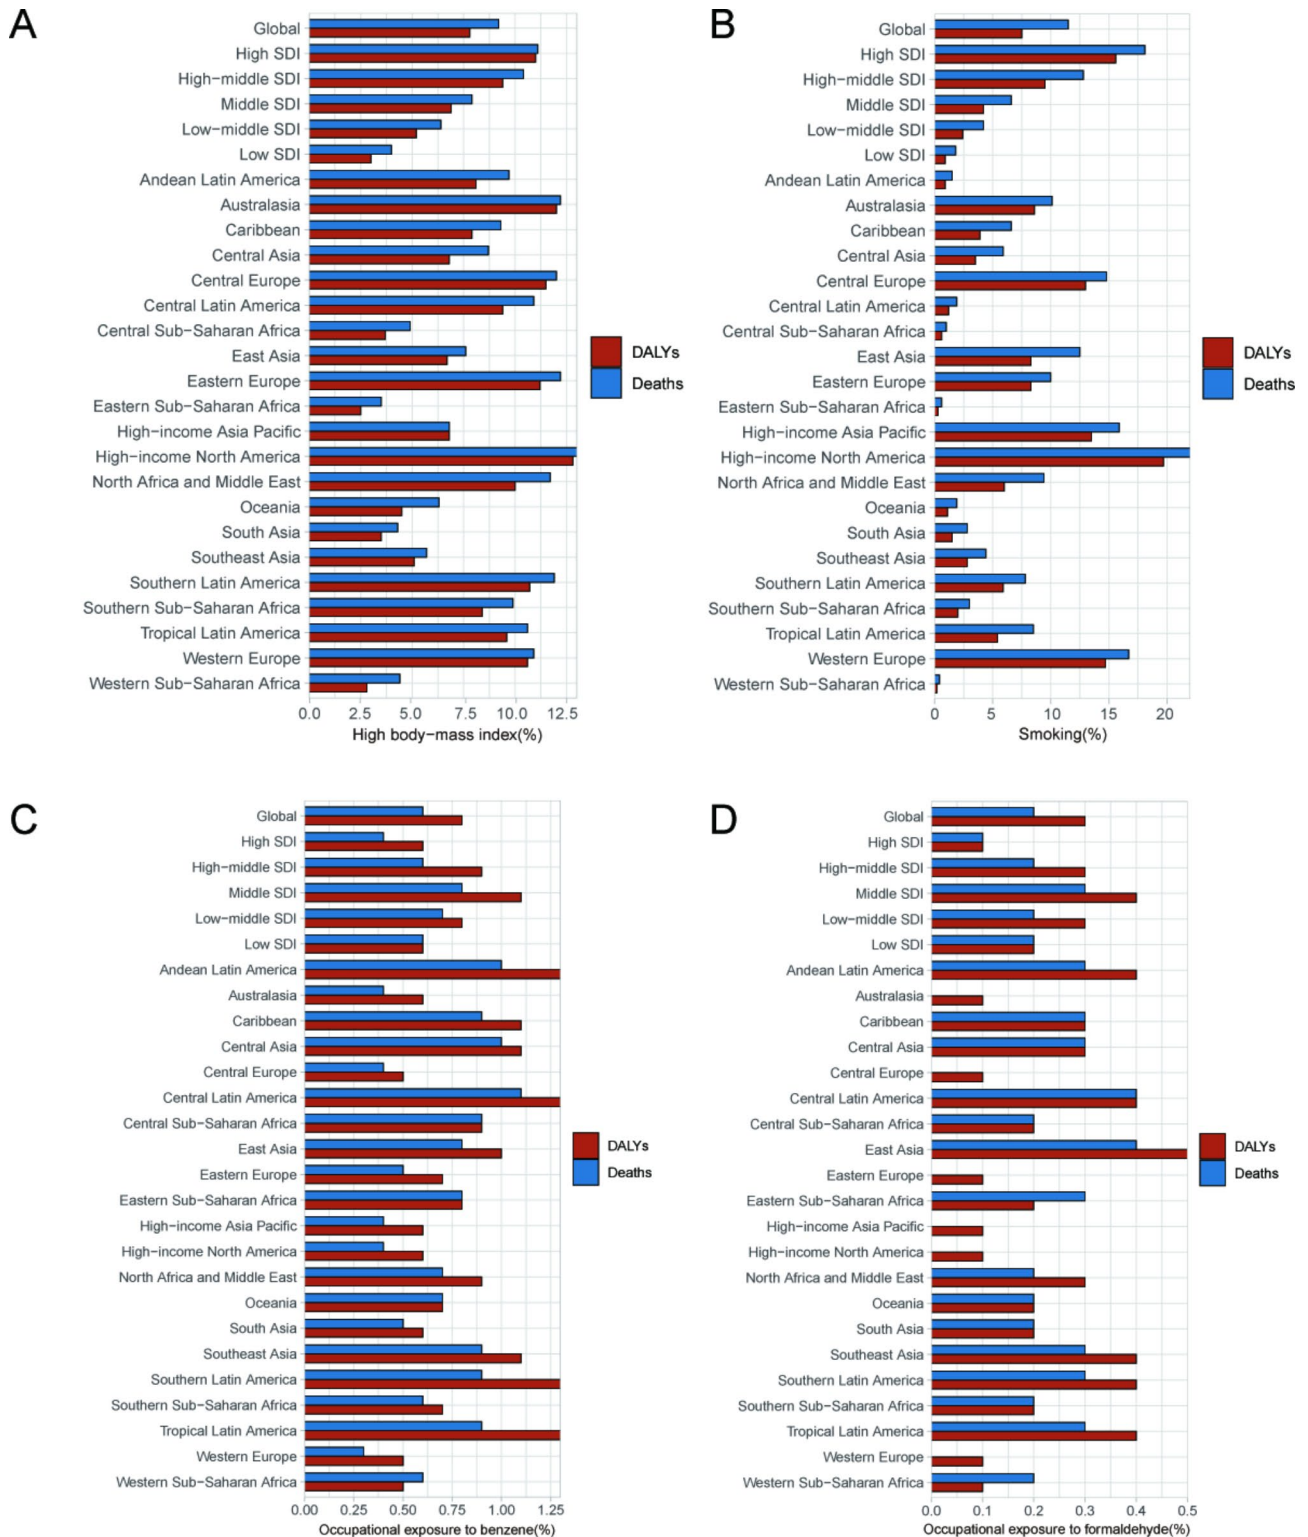 A
Global
High SDI
High-middle SDI
Middle SDI
Low-middle SDI
Low SDI
Andean Latin America
Australasia
Caribbean
Central Asia
Central Europe
Central Latin America
Central Sub-Saharan Africa
East Asia
Eastern Europe
Eastern Sub-Saharan Africa
High-income Asia Pacific
High-income North America
North Africa and Middle East
Oceania
South Asia
Southeast Asia
Southern Latin America
Southern Sub-Saharan Africa
Tropical Latin America
Western Europe
Western Sub-Saharan Africa
0.0 2.5 5.0 7.5 10.0 12.5
High body-mass index(%)
DALYs
Deaths
B
Global
High SDI
High-middle SDI
Middle SDI
Low-middle SDI
Low SDI
Andean Latin America
Australasia
Caribbean
Central Asia
Central Europe
Central Latin America
Central Sub-Saharan Africa
East Asia
Eastern Europe
Eastern Sub-Saharan Africa
High-income Asia Pacific
High-income North America
North Africa and Middle East
Oceania
South Asia
Southeast Asia
Southern Latin America
Southern Sub-Saharan Africa
Tropical Latin America
Western Europe
Western Sub-Saharan Africa
0 5 10 15 20
Smoking(%)
DALYs
Deaths
C
Global
High SDI
High-middle SDI
Middle SDI
Low-middle SDI
Low SDI
Andean Latin America
Australasia
Caribbean
Central Asia
Central Europe
Central Latin America
Central Sub-Saharan Africa
East Asia
Eastern Europe
Eastern Sub-Saharan Africa
High-income Asia Pacific
High-income North America
North Africa and Middle East
Oceania
South Asia
Southeast Asia
Southern Latin America
Southern Sub-Saharan Africa
Tropical Latin America
Western Europe
Western Sub-Saharan Africa
0.00 0.25 0.50 0.75 1.00 1.25
Occupational exposure to benzene(%)
DALYs
Deaths
D
Global
High SDI
High-middle SDI
Middle SDI
Low-middle SDI
Low SDI
Andean Latin America
Australasia
Caribbean
Central Asia
Central Europe
Central Latin America
Central Sub-Saharan Africa
East Asia
Eastern Europe
Eastern Sub-Saharan Africa
High-income Asia Pacific
High-income North America
North Africa and Middle East
Oceania
South Asia
Southeast Asia
Southern Latin America
Southern Sub-Saharan Africa
Tropical Latin America
Western Europe
Western Sub-Saharan Africa
0.0 0.1 0.2 0.3 0.4 0.5
Occupational exposure to formaldehyde(%)
DALYs
Deaths